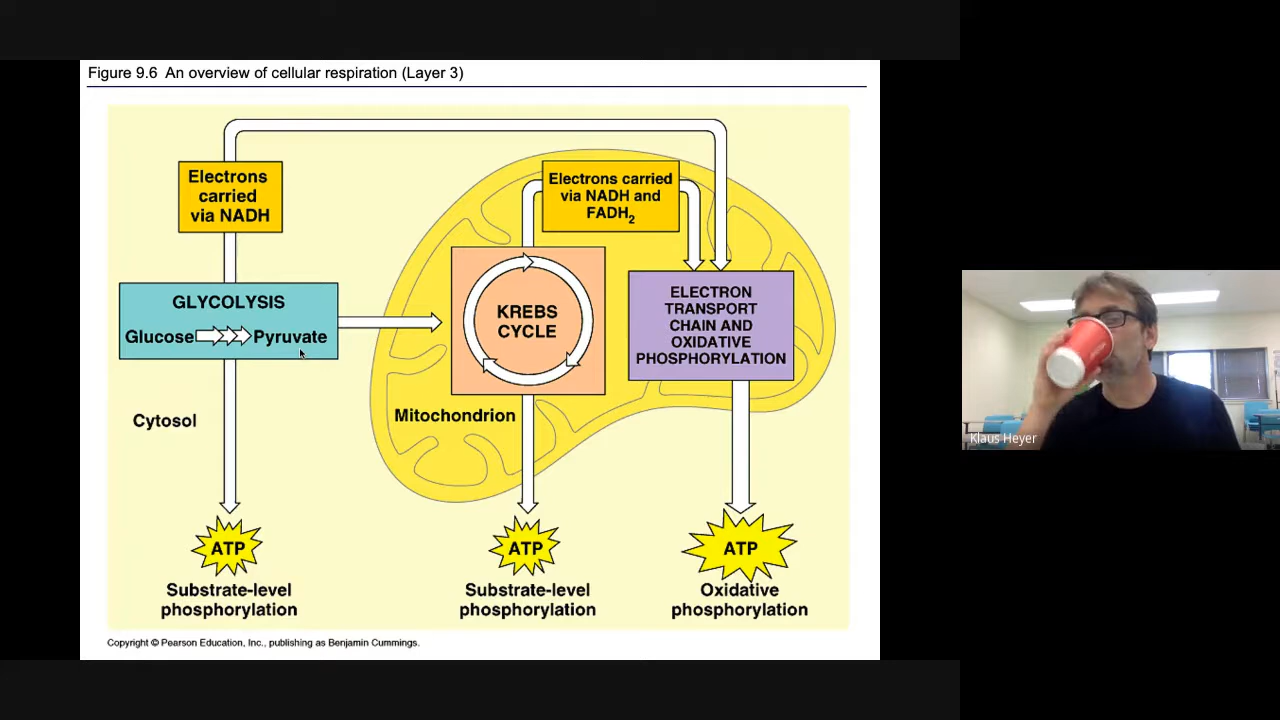 Figure 9.6  An overview of cellular respiration (Layer 3)
Electrons
carried
via NADH
Electrons carried
via NADH and
FADH2
GLYCOLYSIS
Glucose Pyruvate
KREBS
CYCLE
ELECTRON
TRANSPORT
CHAIN AND
OXIDATIVE
PHOSPHORYLATION
Cytosol
Mitochondrion
ATP
ATP
ATP
Substrate-level
phosphorylation
Substrate-level
phosphorylation
Oxidative
phosphorylation
Copyright © Pearson Education, Inc., publishing as Benjamin Cummings.
Klaus Heyer